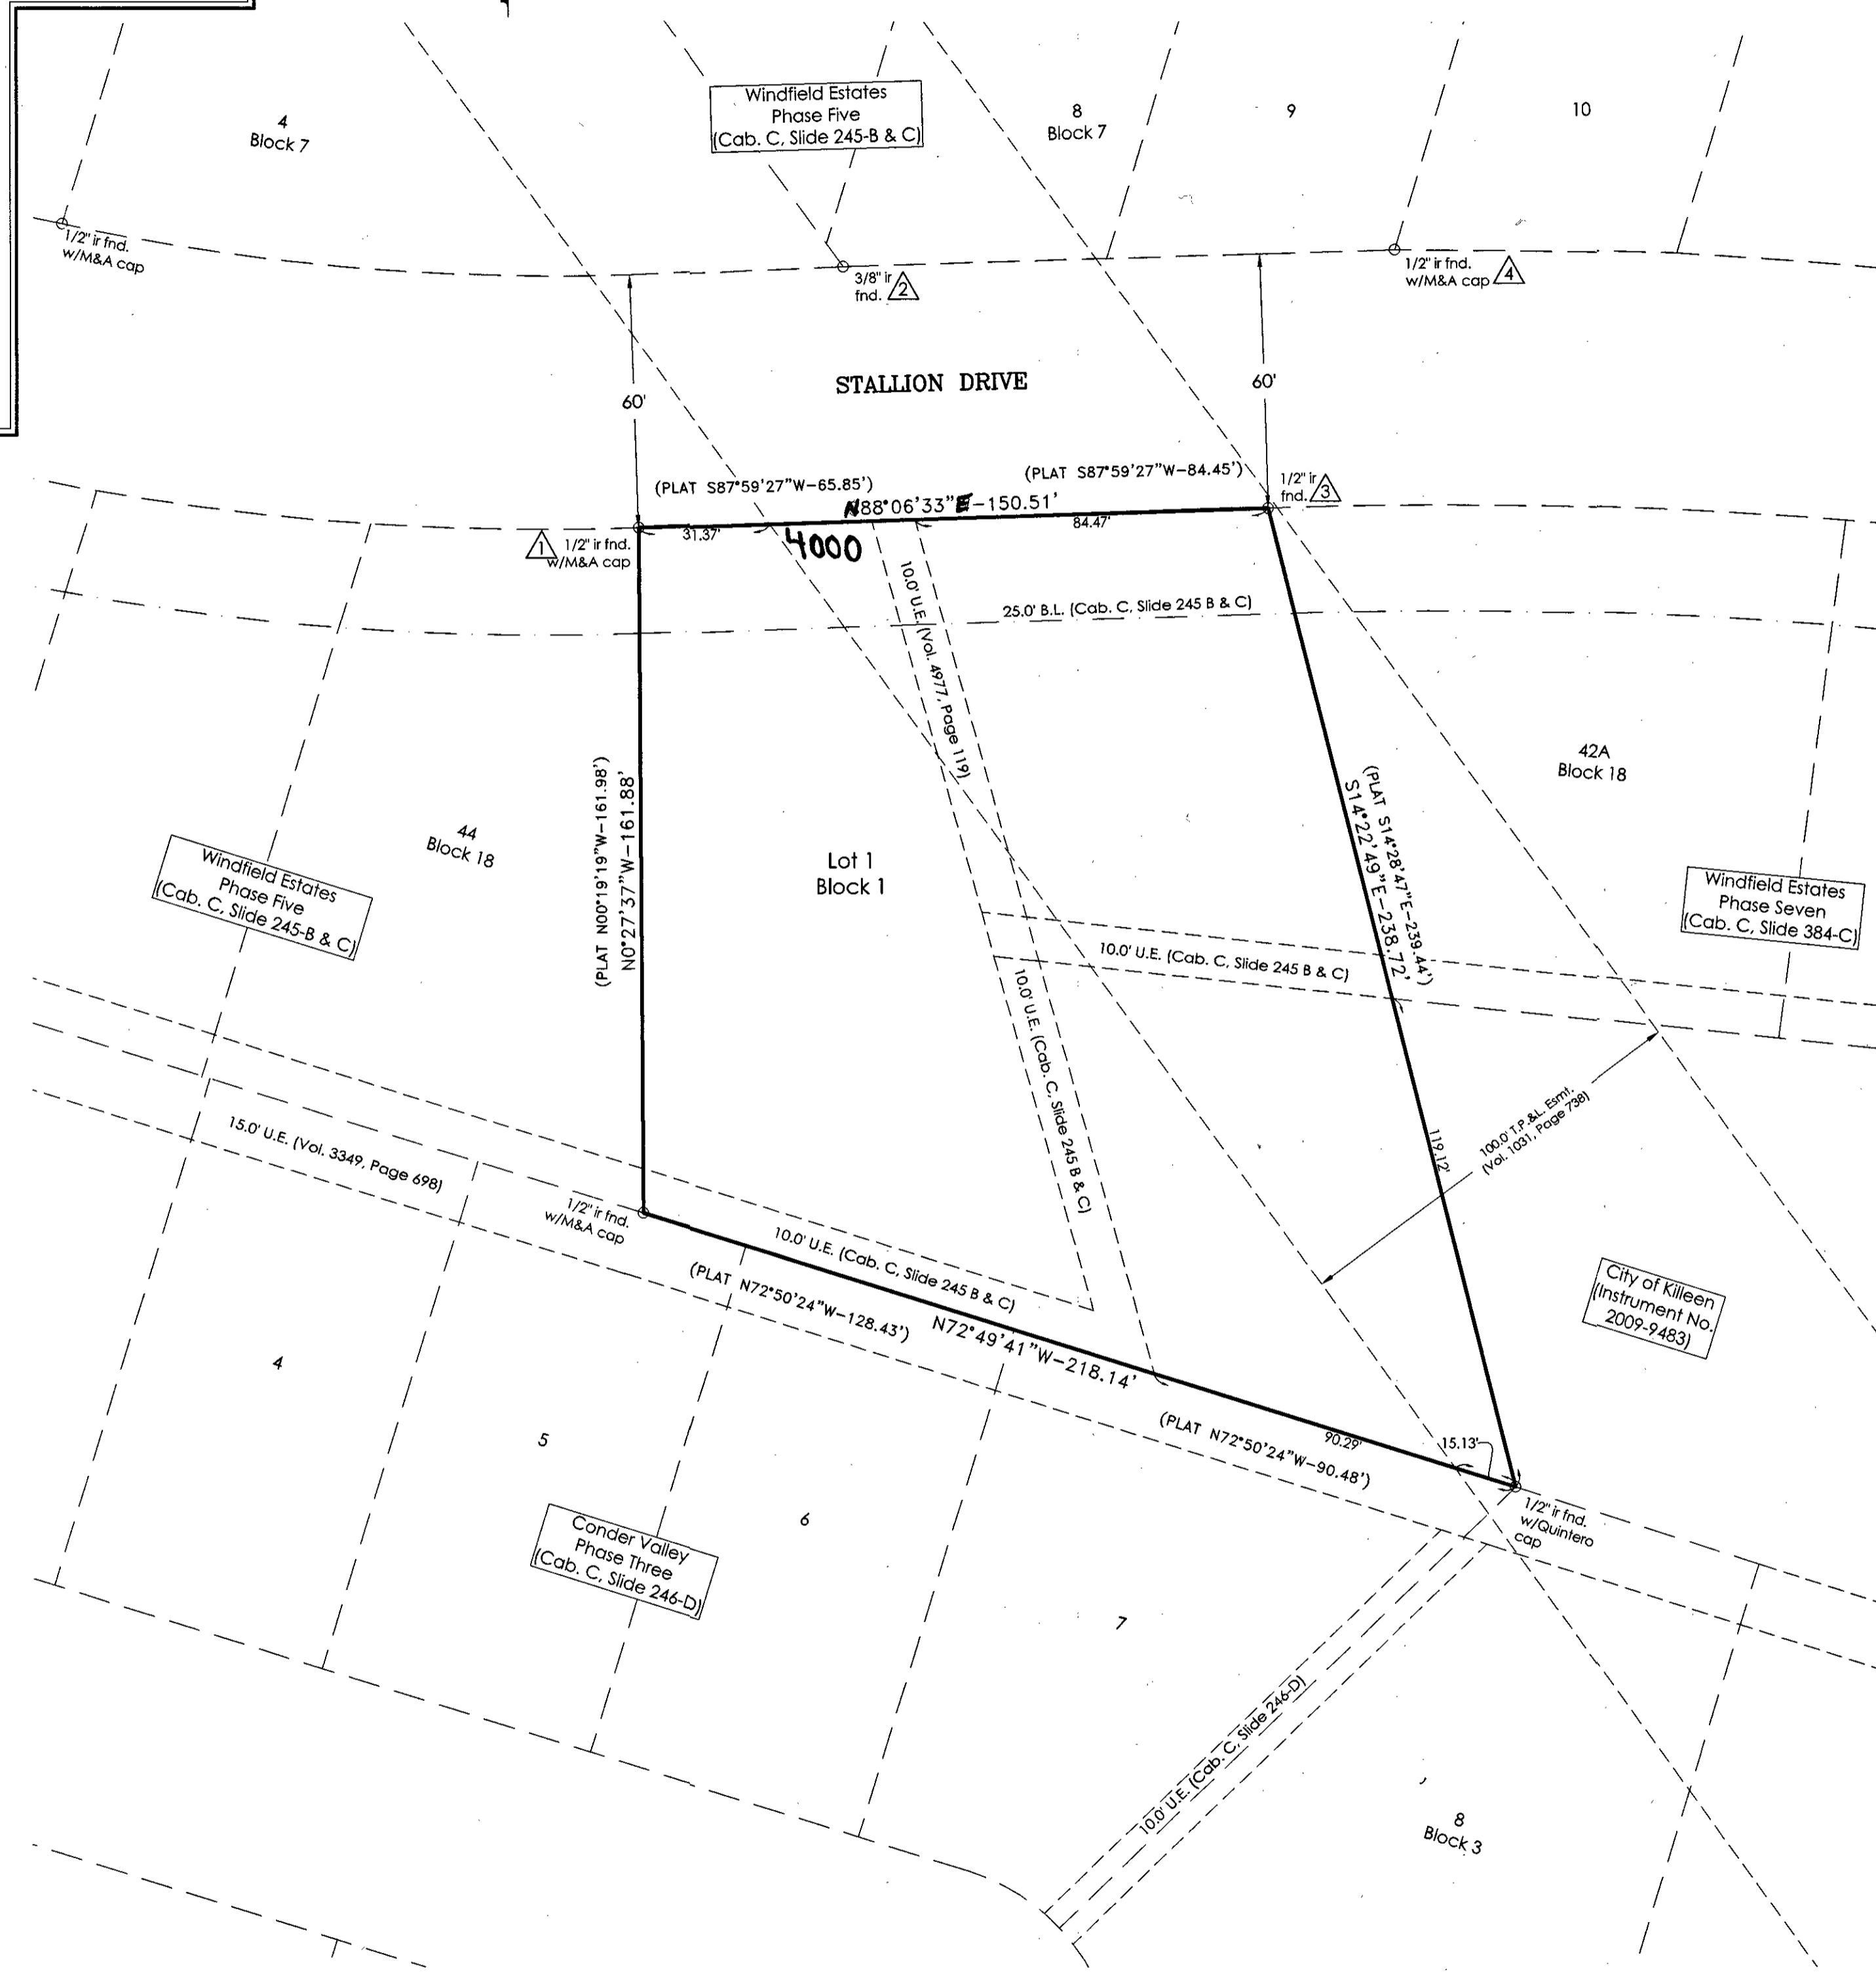 Windfield Estates
Phase Five
(Cab. C, Slide 245-B & C)
4
Block 7
8
Block 7
9
10
1/2" ir fnd.
w/M&A cap
3/8" ir
fnd. 2
1/2" ir fnd.
w/M&A cap 4
STALLION DRIVE
60'
60'
(PLAT S87°59'27"W-65.85')
(PLAT S87°59'27"W-84.45')
1/2" ir
fnd. 3
N88°06'33"E-150.51'
31.37'
84.47'
4000
1 1/2" ir fnd.
w/M&A cap
10.0' U.E. (Vol. 4977, Page 119)
25.0' B.L. (Cab. C, Slide 245 B & C)
(PLAT N00°19'19"W-161.98')
N0°27'37"W-161.88'
(PLAT S14°28'47"E-239.44')
S14°22'49"E-238.72'
42A
Block 18
44
Block 18
Lot 1
Block 1
Windfield Estates
Phase Five
(Cab. C, Slide 245-B & C)
Windfield Estates
Phase Seven
(Cab. C, Slide 384-C)
10.0' U.E. (Cab. C, Slide 245 B & C)
10.0' U.E. (Cab. C, Slide 245 B & C)
15.0' U.E. (Vol. 3349, Page 698)
119.12'
100.0' T.P.&L. Esmt.
(Vol. 1031, Page 738)
1/2" ir fnd.
w/M&A cap
10.0' U.E. (Cab. C, Slide 245 B & C)
(PLAT N72°50'24"W-128.43')
N72°49'41"W-218.14'
City of Killeen
(Instrument No.
2009-9483)
4
5
6
7
(PLAT N72°50'24"W-90.48')
90.29'
15.13'
1/2" ir fnd.
w/Quintero
cap
Conder Valley
Phase Three
(Cab. C, Slide 246-D)
10.0' U.E. (Cab. C, Slide 246-D)
8
Block 3